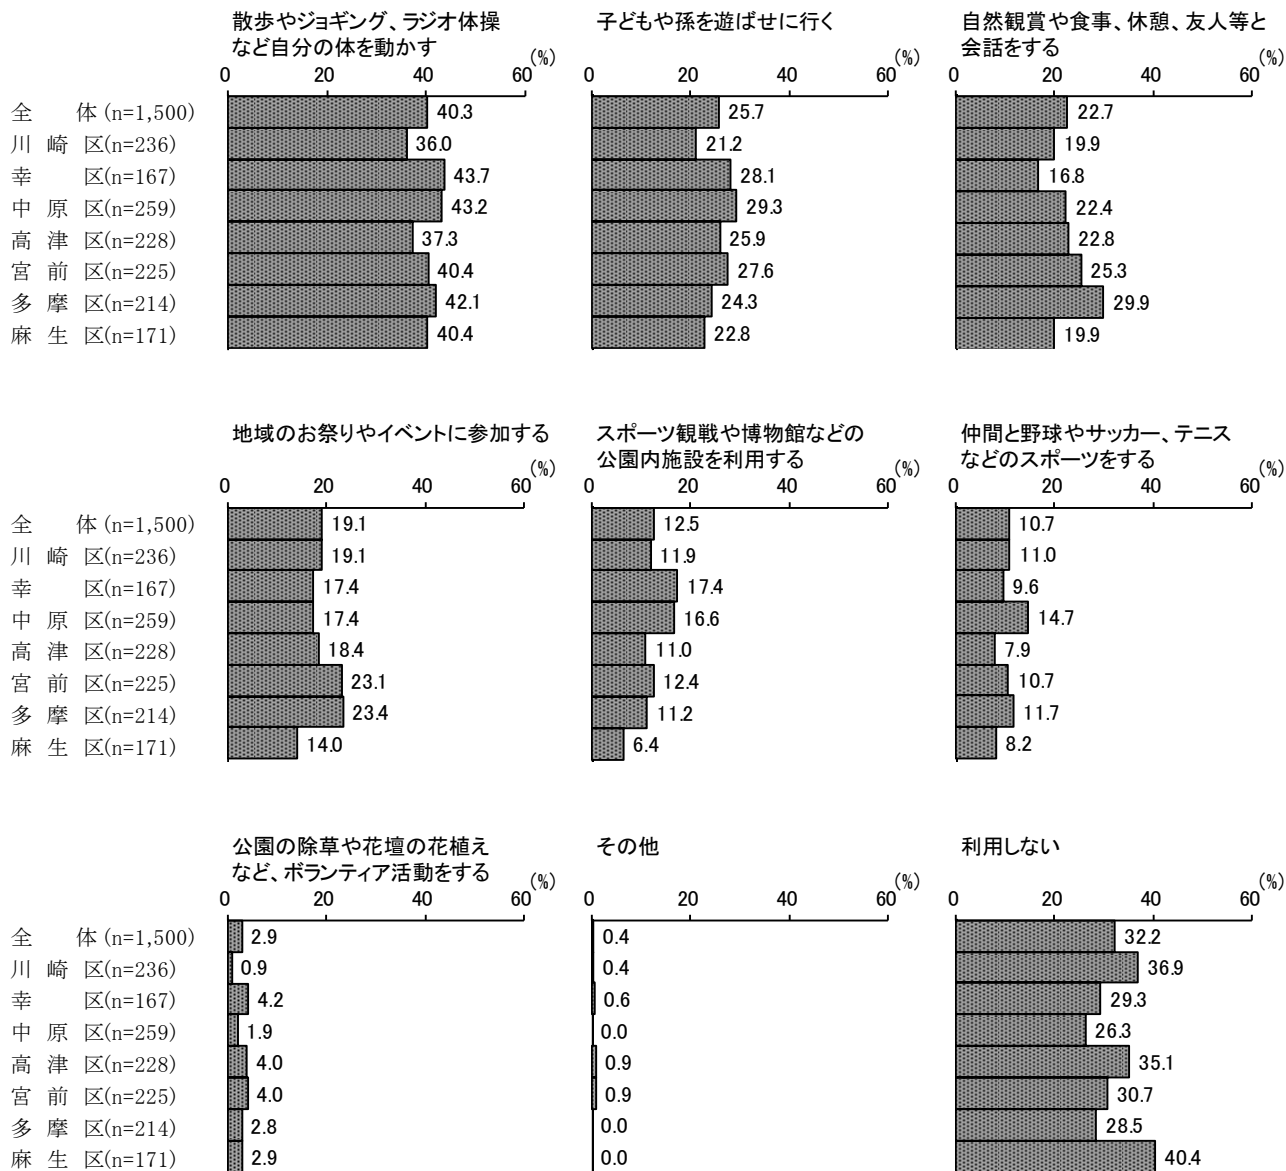 散歩やジョギング、ラジオ体操
など自分の体を動かす
子どもや孫を遊ばせに行く
自然観賞や食事、休憩、友人等と
会話をする
(%) (%) (%)
0 20 40 60 0 20 40 60 0 20 40 60
全 体 (n=1,500) 40.3 25.7 22.7
川 崎 区(n=236) 36.0 21.2 19.9
幸 区(n=167) 43.7 28.1 16.8
中 原 区(n=259) 43.2 29.3 22.4
高 津 区(n=228) 37.3 25.9 22.8
宮 前 区(n=225) 40.4 27.6 25.3
多 摩 区(n=214) 42.1 24.3 29.9
麻 生 区(n=171) 40.4 22.8 19.9
地域のお祭りやイベントに参加する
スポーツ観戦や博物館などの
公園内施設を利用する
仲間と野球やサッカー、テニス
などのスポーツをする
(%) (%) (%)
0 20 40 60 0 20 40 60 0 20 40 60
全 体 (n=1,500) 19.1 12.5 10.7
川 崎 区(n=236) 19.1 11.9 11.0
幸 区(n=167) 17.4 17.4 9.6
中 原 区(n=259) 17.4 16.6 14.7
高 津 区(n=228) 18.4 11.0 7.9
宮 前 区(n=225) 23.1 12.4 10.7
多 摩 区(n=214) 23.4 11.2 11.7
麻 生 区(n=171) 14.0 6.4 8.2
公園の除草や花壇の花植え
など、ボランティア活動をする
その他
利用しない
(%) (%) (%)
0 20 40 60 0 20 40 60 0 20 40 60
全 体 (n=1,500) 2.9 0.4 32.2
川 崎 区(n=236) 0.9 0.4 36.9
幸 区(n=167) 4.2 0.6 29.3
中 原 区(n=259) 1.9 0.0 26.3
高 津 区(n=228) 4.0 0.9 35.1
宮 前 区(n=225) 4.0 0.9 30.7
多 摩 区(n=214) 2.8 0.0 28.5
麻 生 区(n=171) 2.9 0.0 40.4